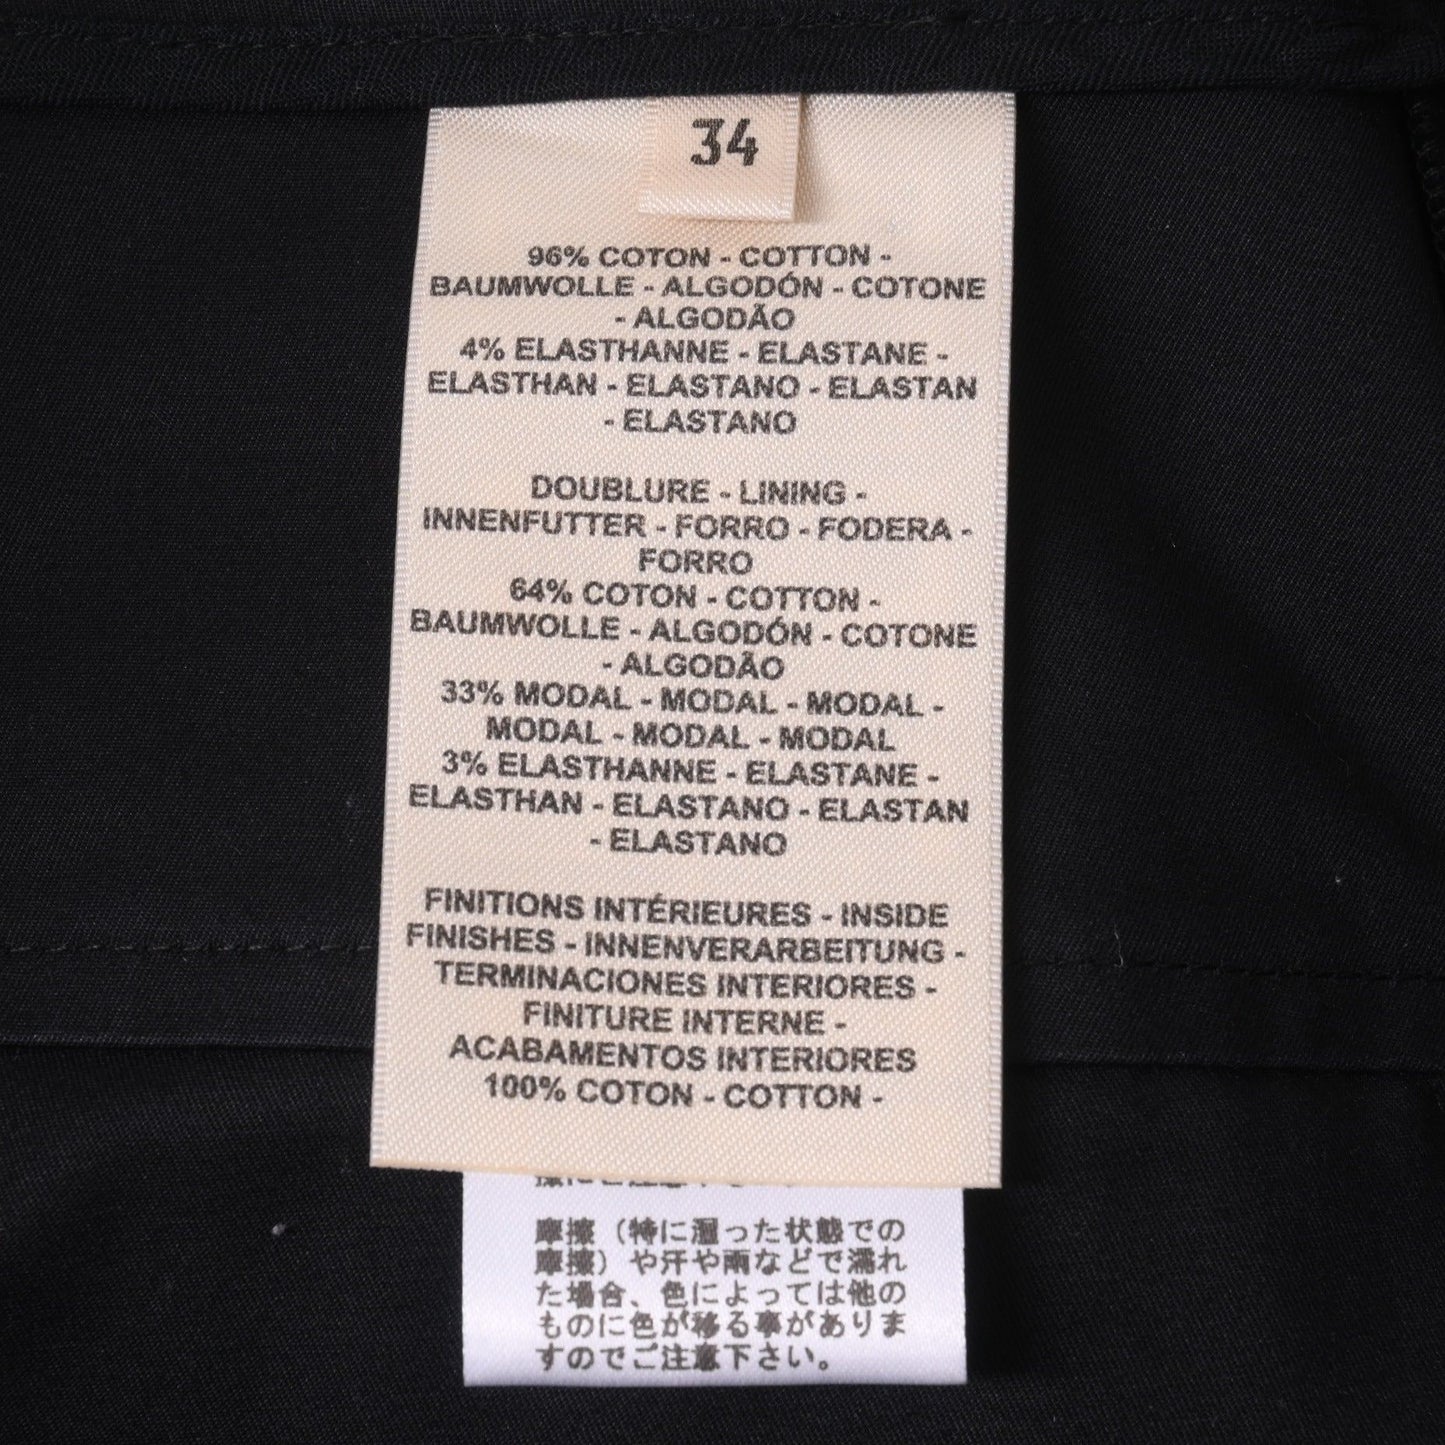 34
96% COTON - COTTON -
BAUMWOLLE - ALGODÓN - COTONE
- ALGODÃO
4% ELASTHANNE - ELASTANE -
ELASTHAN - ELASTANO - ELASTAN
- ELASTANO
DOUBLURE - LINING -
INNENFUTTER - FORRO - FODERA -
FORRO
64% COTON - COTTON -
BAUMWOLLE - ALGODÓN - COTONE
- ALGODÃO
33% MODAL - MODAL - MODAL -
MODAL - MODAL - MODAL
3% ELASTHANNE - ELASTANE -
ELASTHAN - ELASTANO - ELASTAN
- ELASTANO
FINITIONS INTÉRIEURES - INSIDE
FINISHES - INNENVERARBEITUNG -
TERMINACIONES INTERIORES -
FINITURE INTERNE -
ACABAMENTOS INTERIORES
100% COTON - COTTON -
摩擦（特に湿った状態での
摩擦）や汗や雨などで濡れ
た場合、色によっては他の
ものに色が移る事がありま
すのでご注意下さい。